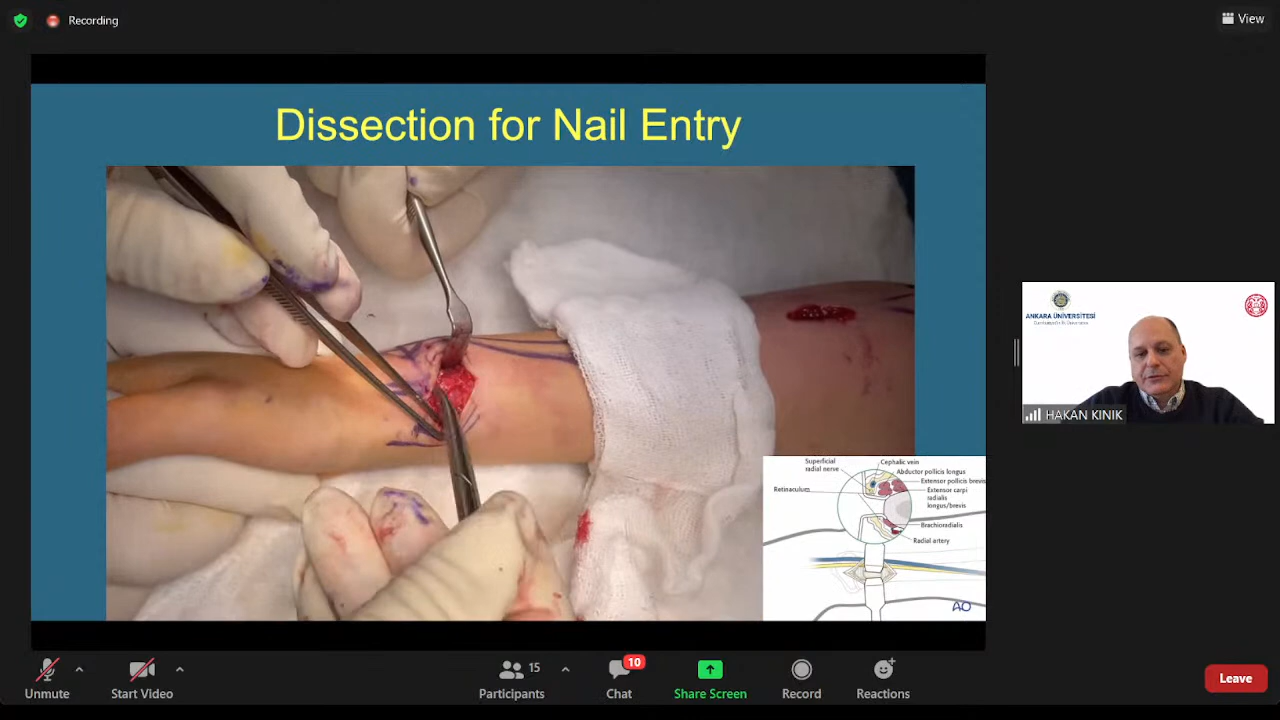 Recording
View
Dissection for Nail Entry
Superficial
radial nerve
Cephalic vein
Abductor pollicis longus
Extensor pollicis brevis
Retinaculum
Extensor carpi
radialis
longus/brevis
Brachioradialis
Radial artery
AO
ANKARA ÜNİVERSİTESİ
HAKAN KINIK
Unmute
Start Video
15
Participants
10
Chat
Share Screen
Record
Reactions
Leave